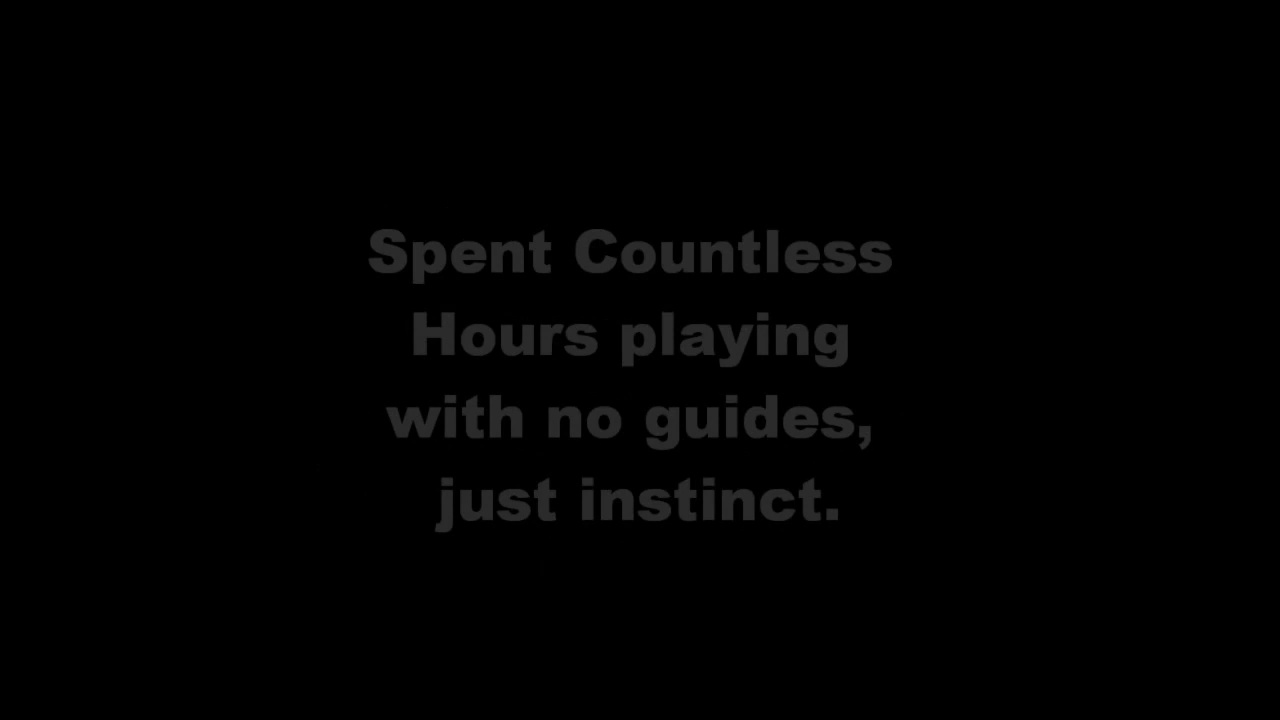 Spent Countless
Hours playing
with no guides,
just instinct.